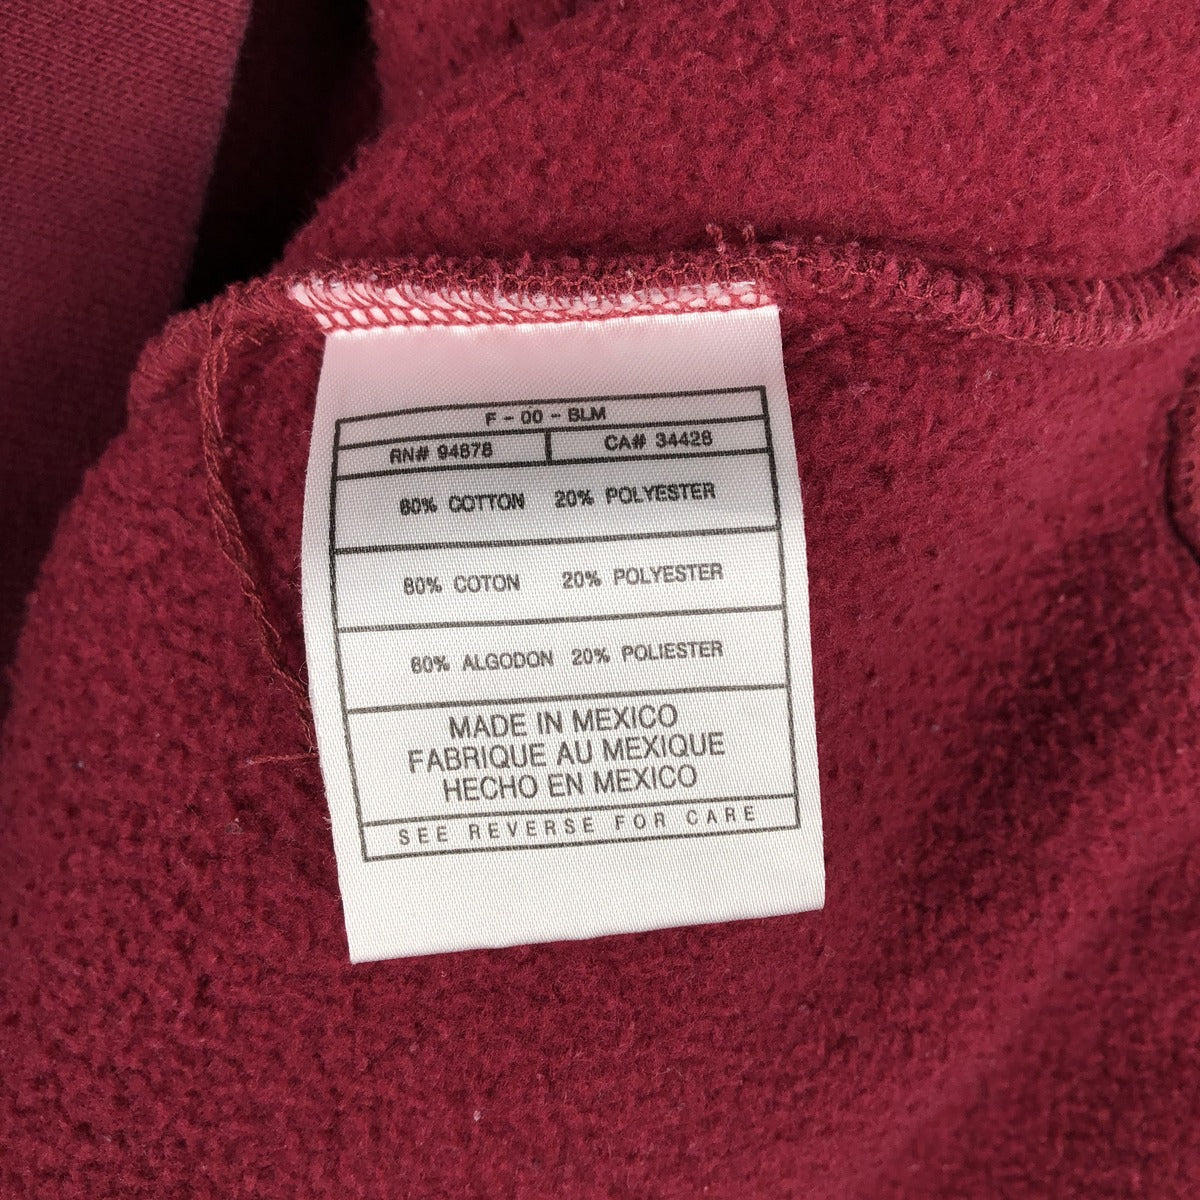 F - 00 - BLM
RN# 94878 CA# 34428
80% COTTON 20% POLYESTER
80% COTON 20% POLYESTER
80% ALGODON 20% POLIESTER
MADE IN MEXICO
FABRIQUE AU MEXIQUE
HECHO EN MEXICO
SEE REVERSE FOR CARE